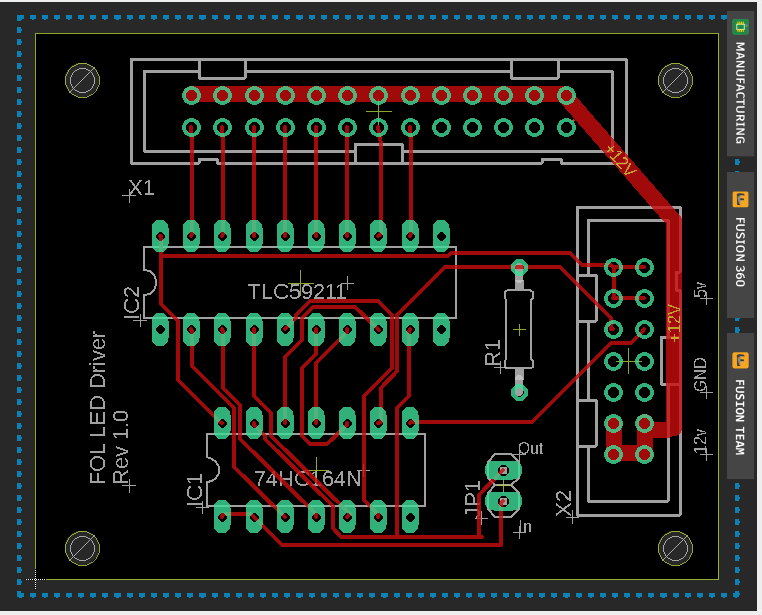 MANUFACTURING
+12V
X1
FUSION 360
TLC59211
IC2
5v
+12V
R1
GND
FOL LED Driver
Rev 1.0
FUSION TEAM
12v
Out
74HC164N
IC1
JP1
X2
In